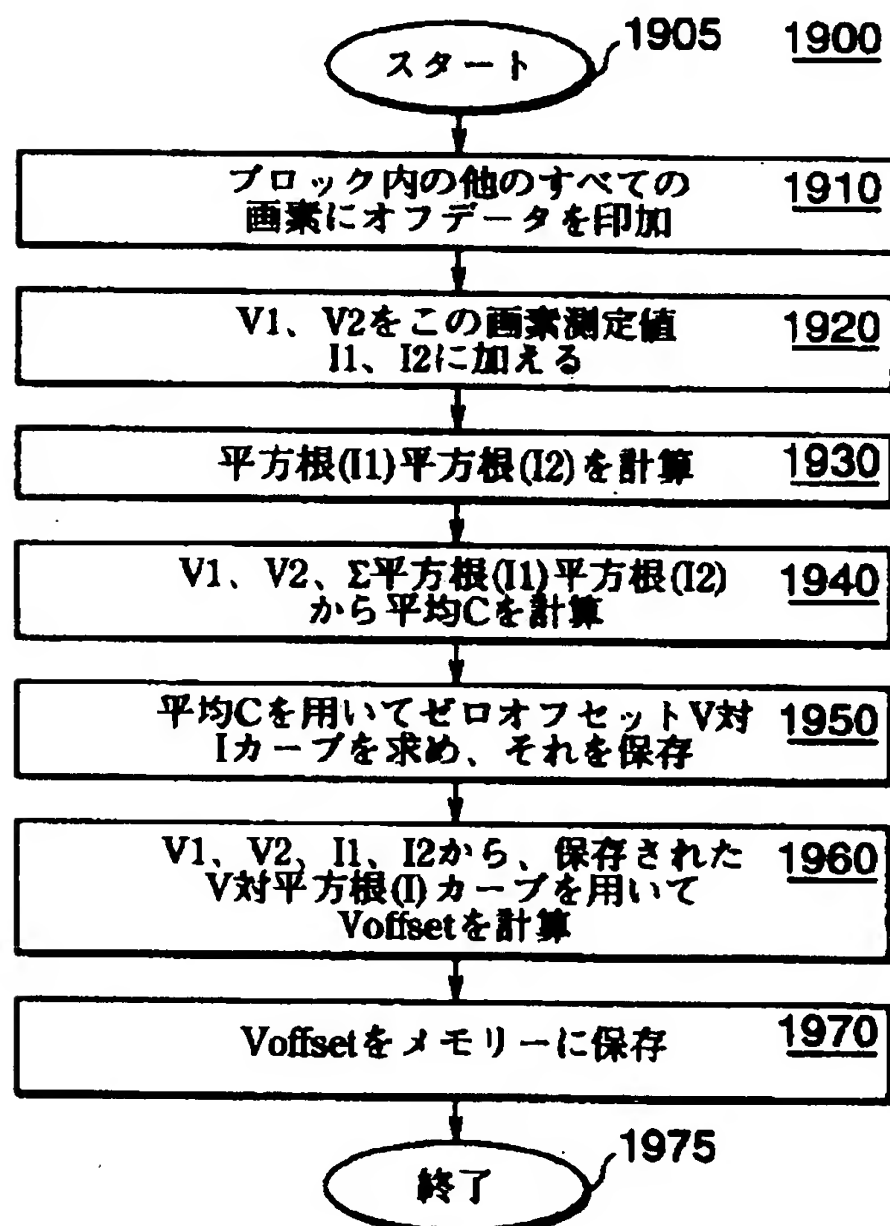 1905
1900
スタート
ブロック内の他のすべての
画素にオフデータを印加
1910
V1、V2をこの画素測定値
I1、I2に加える
1920
平方根(I1)平方根(I2)を計算
1930
V1、V2、Σ平方根(I1)平方根(I2)
から平均Cを計算
1940
平均Cを用いてゼロオフセットV対
Iカーブを求め、それを保存
1950
V1、V2、I1、I2から、保存された
V対平方根(I)カーブを用いて
Voffsetを計算
1960
Voffsetをメモリーに保存
1970
1975
終了